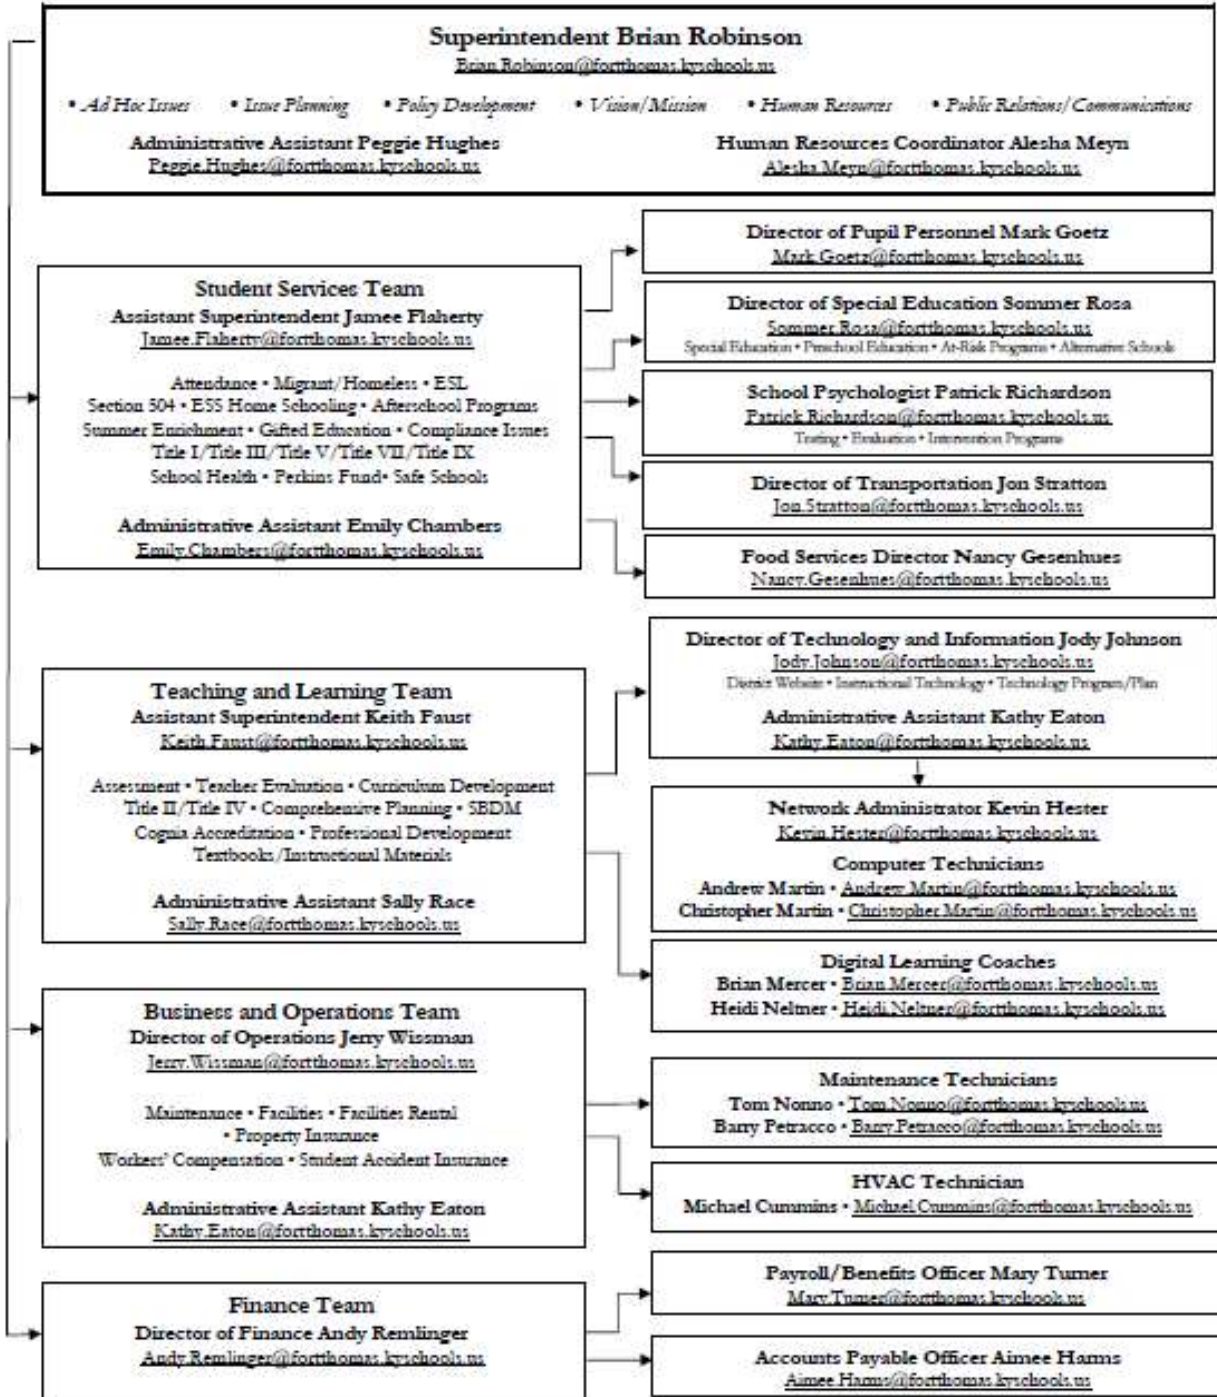 Superintendent Brian Robinson
Brian.Robinson@fortthomas.kyschools.us
• Ad Hoc Issues • Issue Planning • Policy Development • Vision/Mission • Human Resources • Public Relations/Communications
Administrative Assistant Peggie Hughes
Peggie.Hughes@fortthomas.kyschools.us
Human Resources Coordinator Alesha Meyn
Alesha.Meyn@fortthomas.kyschools.us
Student Services Team
Assistant Superintendent Jamee Flaherty
Jamee.Flaherty@fortthomas.kyschools.us
Attendance • Migrant/Homeless • ESL
Section 504 • ESS Home Schooling • Afterschool Programs
Summer Enrichment • Gifted Education • Compliance Issues
Title I/Title III/Title V/Title VII/Title IX
School Health • Perkins Fund• Safe Schools
Administrative Assistant Emily Chambers
Emily.Chambers@fortthomas.kyschools.us
Director of Pupil Personnel Mark Goetz
Mark.Goetz@fortthomas.kyschools.us
Director of Special Education Sommer Rosa
Sommer.Rosa@fortthomas.kyschools.us
Special Education • Preschool Education • At-Risk Programs • Alternative Schools
School Psychologist Patrick Richardson
Patrick.Richardson@fortthomas.kyschools.us
Testing • Evaluation • Intervention Programs
Director of Transportation Jon Stratton
Jon.Stratton@fortthomas.kyschools.us
Food Services Director Nancy Gesenhues
Nancy.Gesenhues@fortthomas.kyschools.us
Teaching and Learning Team
Assistant Superintendent Keith Faust
Keith.Faust@fortthomas.kyschools.us
Assessment • Teacher Evaluation • Curriculum Development
Title II/Title IV • Comprehensive Planning • SBDM
Cognia Accreditation • Professional Development
Textbooks/Instructional Materials
Administrative Assistant Sally Race
Sally.Race@fortthomas.kyschools.us
Director of Technology and Information Jody Johnson
Jody.Johnson@fortthomas.kyschools.us
District Website • Instructional Technology • Technology Program/Plan
Administrative Assistant Kathy Eaton
Kathy.Eaton@fortthomas.kyschools.us
Network Administrator Kevin Hester
Kevin.Hester@fortthomas.kyschools.us
Computer Technicians
Andrew Martin • Andrew.Martin@fortthomas.kyschools.us
Christopher Martin • Christopher.Martin@fortthomas.kyschools.us
Digital Learning Coaches
Brian Mercer • Brian.Mercer@fortthomas.kyschools.us
Heidi Neltner • Heidi.Neltner@fortthomas.kyschools.us
Business and Operations Team
Director of Operations Jerry Wissman
Jerry.Wissman@fortthomas.kyschools.us
Maintenance • Facilities • Facilities Rental
• Property Insurance
Workers' Compensation • Student Accident Insurance
Administrative Assistant Kathy Eaton
Kathy.Eaton@fortthomas.kyschools.us
Maintenance Technicians
Tom Nonno • Tom.Nonno@fortthomas.kyschools.us
Barry Petracco • Barry.Petracco@fortthomas.kyschools.us
HVAC Technician
Michael Cummins • Michael.Cummins@fortthomas.kyschools.us
Finance Team
Director of Finance Andy Remlinger
Andy.Remlinger@fortthomas.kyschools.us
Payroll/Benefits Officer Mary Turner
Mary.Turner@fortthomas.kyschools.us
Accounts Payable Officer Aimee Harms
Aimee.Harms@fortthomas.kyschools.us